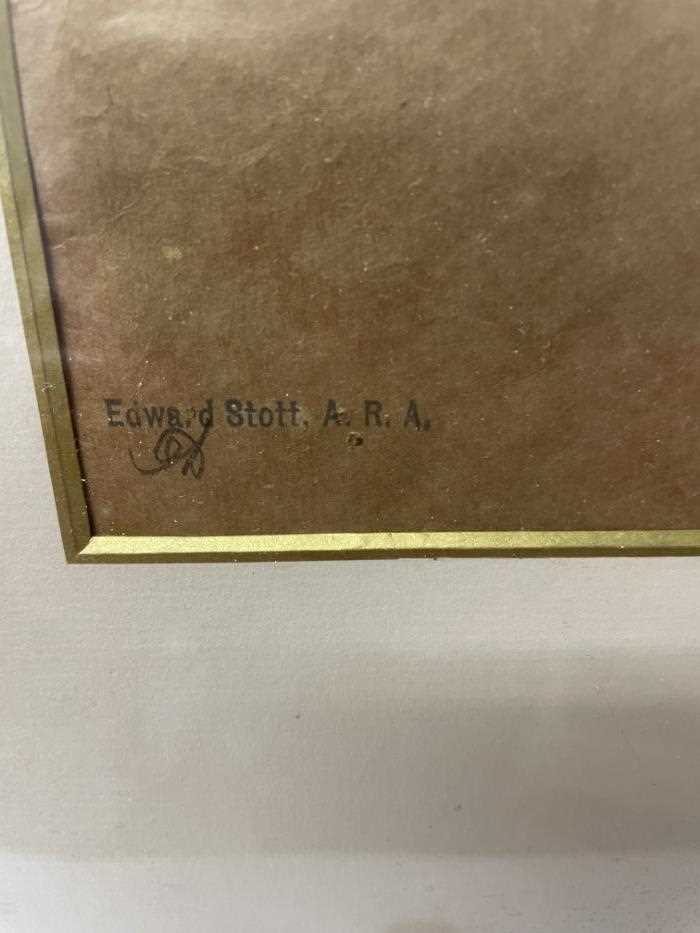 Edward Stott, A. R. A.